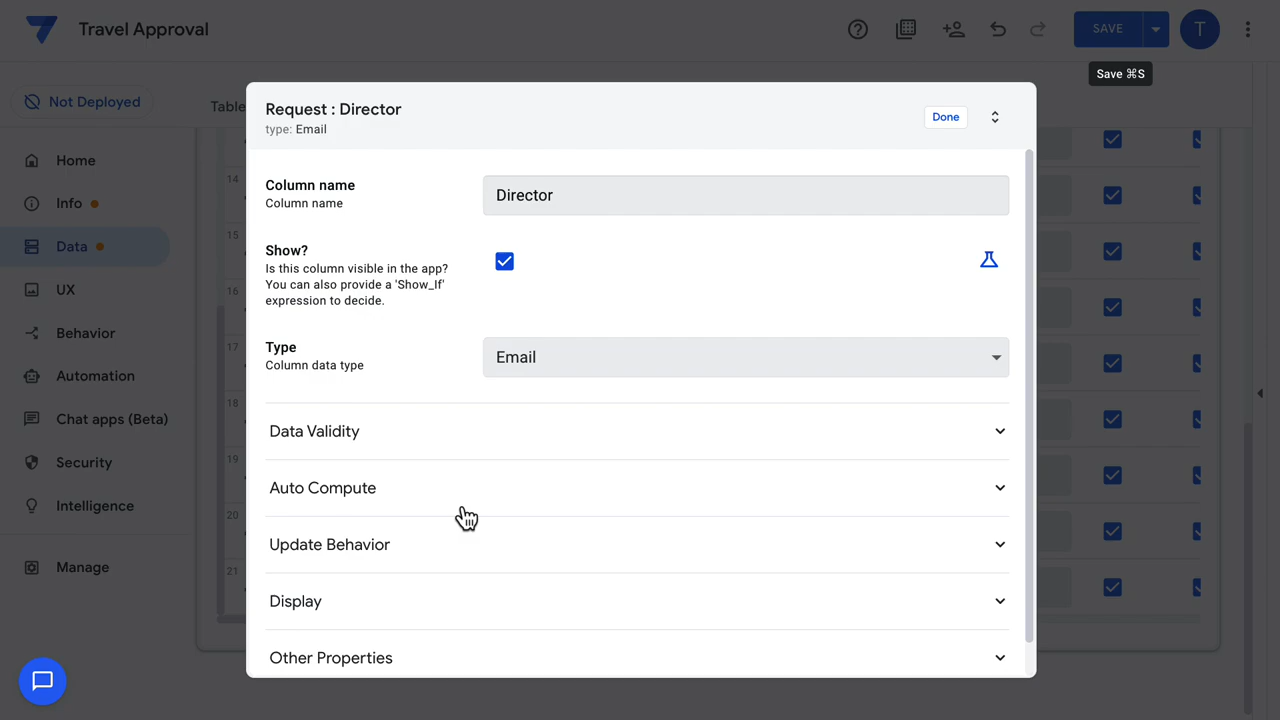 Travel Approval
SAVE
T
Save ⌘S
Not Deployed
Table
Home
Info
Data
UX
Behavior
Automation
Chat apps (Beta)
Security
Intelligence
Manage
14
15
16
17
18
19
20
21
Request : Director
type: Email
Done
Column name
Column name
Director
Show?
Is this column visible in the app?
You can also provide a 'Show_If'
expression to decide.
Type
Column data type
Email
Data Validity
Auto Compute
Update Behavior
Display
Other Properties